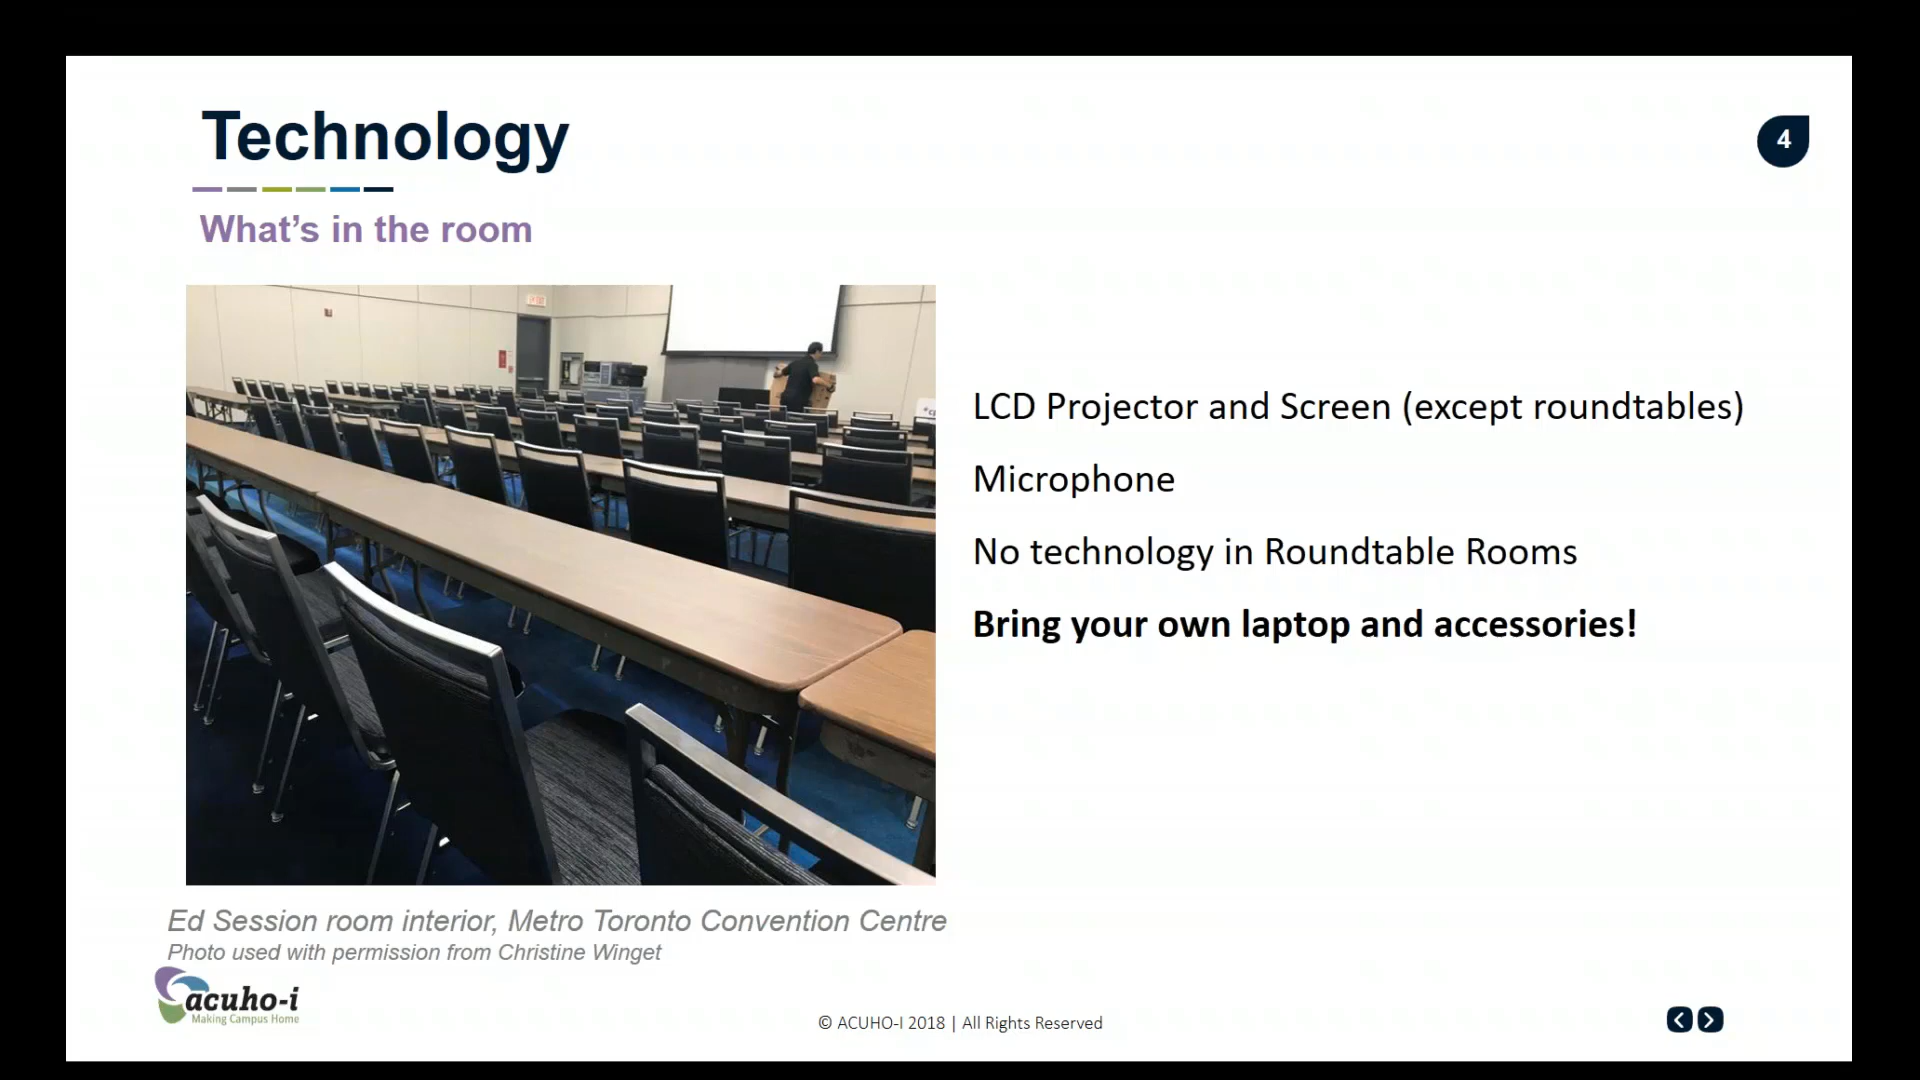 Technology
4
What's in the room
LCD Projector and Screen (except roundtables)
Microphone
No technology in Roundtable Rooms
Bring your own laptop and accessories!
Ed Session room interior, Metro Toronto Convention Centre
Photo used with permission from Christine Winget
acuho-i
Making Campus Home
© ACUHO-I 2018 | All Rights Reserved